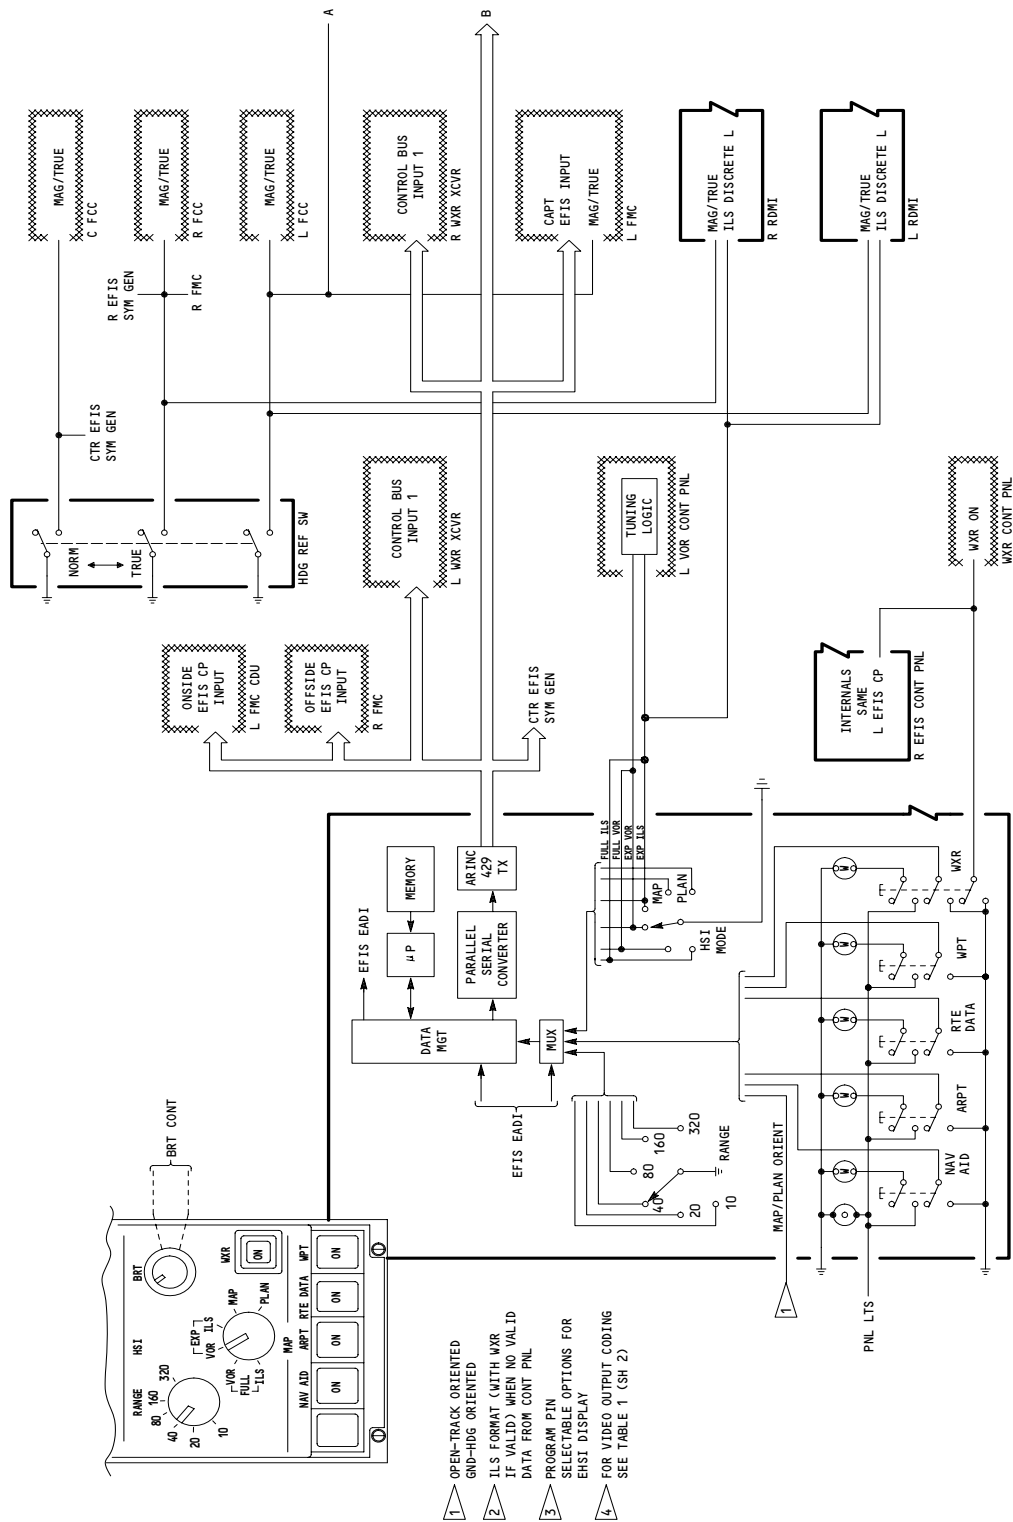 A
B
MAG/TRUE
C FCC
MAG/TRUE
R FCC
MAG/TRUE
L FCC
CONTROL BUS
INPUT 1
R WXR XCVR
CAPT
EFIS INPUT
MAG/TRUE
L FMC
MAG/TRUE
ILS DISCRETE L
R RDMI
MAG/TRUE
ILS DISCRETE L
L RDMI
R EFIS
SYM GEN
R FMC
CTR EFIS
SYM GEN
NORM
TRUE
HDG REF SW
CONTROL BUS
INPUT 1
L WXR XCVR
TUNING
LOGIC
L VOR CONT PNL
WXR ON
WXR CONT PNL
ONSIDE
EFIS CP
INPUT
L FMC CDU
OFFSIDE
EFIS CP
INPUT
R FMC
CTR EFIS
SYM GEN
INTERNALS
SAME
L EFIS CP
R EFIS CONT PNL
EFIS EADI
MEMORY
μP
ARINC
429
TX
PARALLEL
SERIAL
CONVERTER
DATA
MGT
MUX
EFIS EADI
FULL ILS
FULL VOR
EXP VOR
EXP ILS
MAP
PLAN
HSI
MODE
320
160
80
40
20
10
RANGE
MAP/PLAN ORIENT
1
PNL LTS
W
W
W
W
W
WXR
WPT
RTE
DATA
ARPT
NAV
AID
BRT CONT
BRT
HSI
RANGE
320
160
80
40
20
10
EXP
VOR
ILS
MAP
PLAN
VOR
FULL
ILS
WXR
ON
MAP
NAV AID
ARPT
RTE DATA
WPT
ON
ON
ON
ON
1
OPEN-TRACK ORIENTED
GND-HDG ORIENTED
2
ILS FORMAT (WITH WXR
IF VALID) WHEN NO VALID
DATA FROM CONT PNL
3
PROGRAM PIN
SELECTABLE OPTIONS FOR
EHSI DISPLAY
4
FOR VIDEO OUTPUT CODING
SEE TABLE 1 (SH 2)